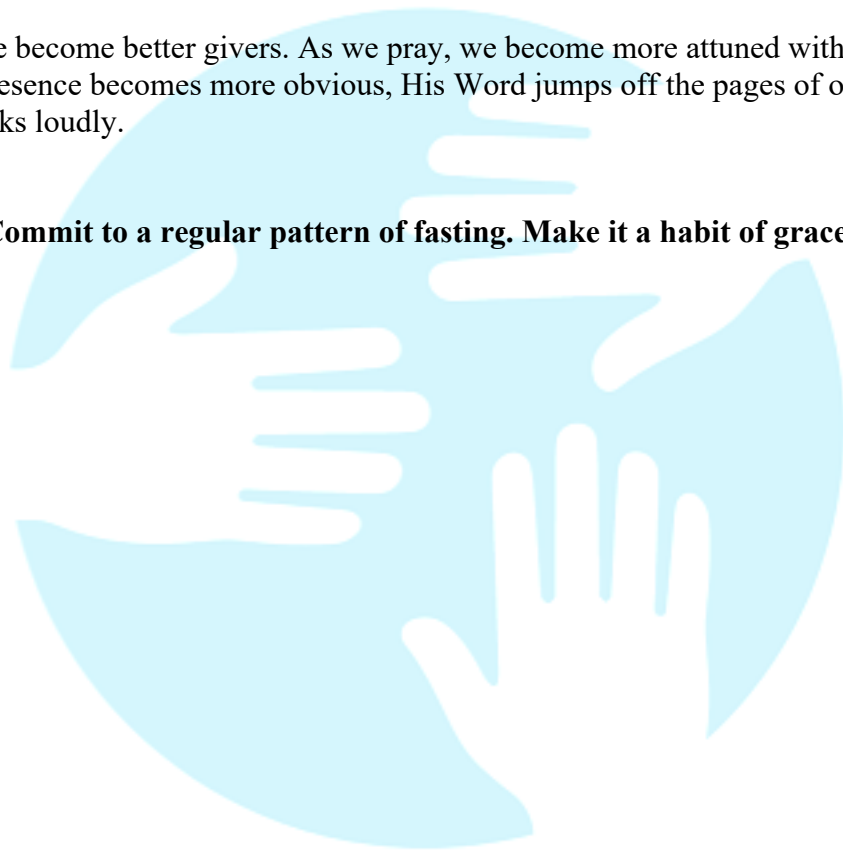 e become better givers. As we pray, we become more attuned with
esence becomes more obvious, His Word jumps off the pages of o
ks loudly.
Commit to a regular pattern of fasting. Make it a habit of grace